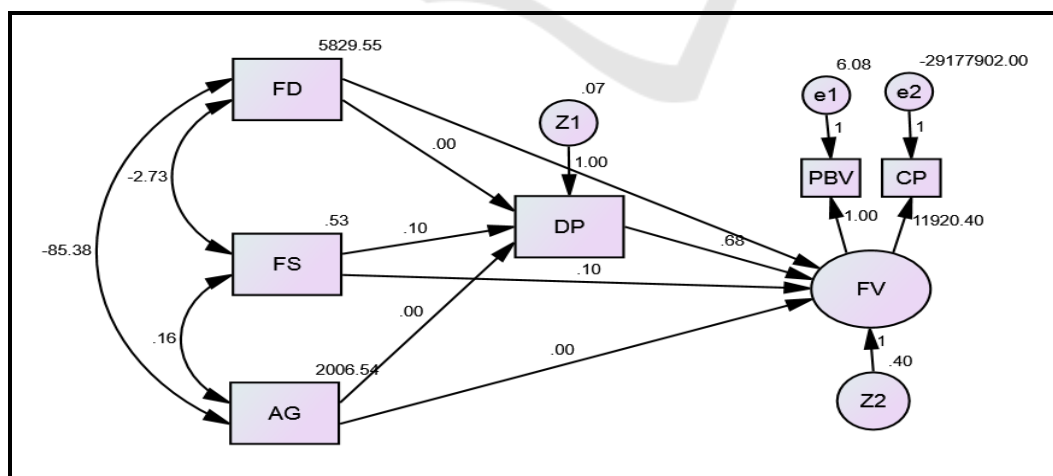 5829.55
FD
6.08
-29177902.00
e1
e2
.07
Z1
1
1
.00
1.00
PBV
CP
-2.73
.53
.10
DP
1.00
11920.40
-85.38
FS
.68
.10
FV
.16
.00
2006.54
.00
1
.40
AG
Z2